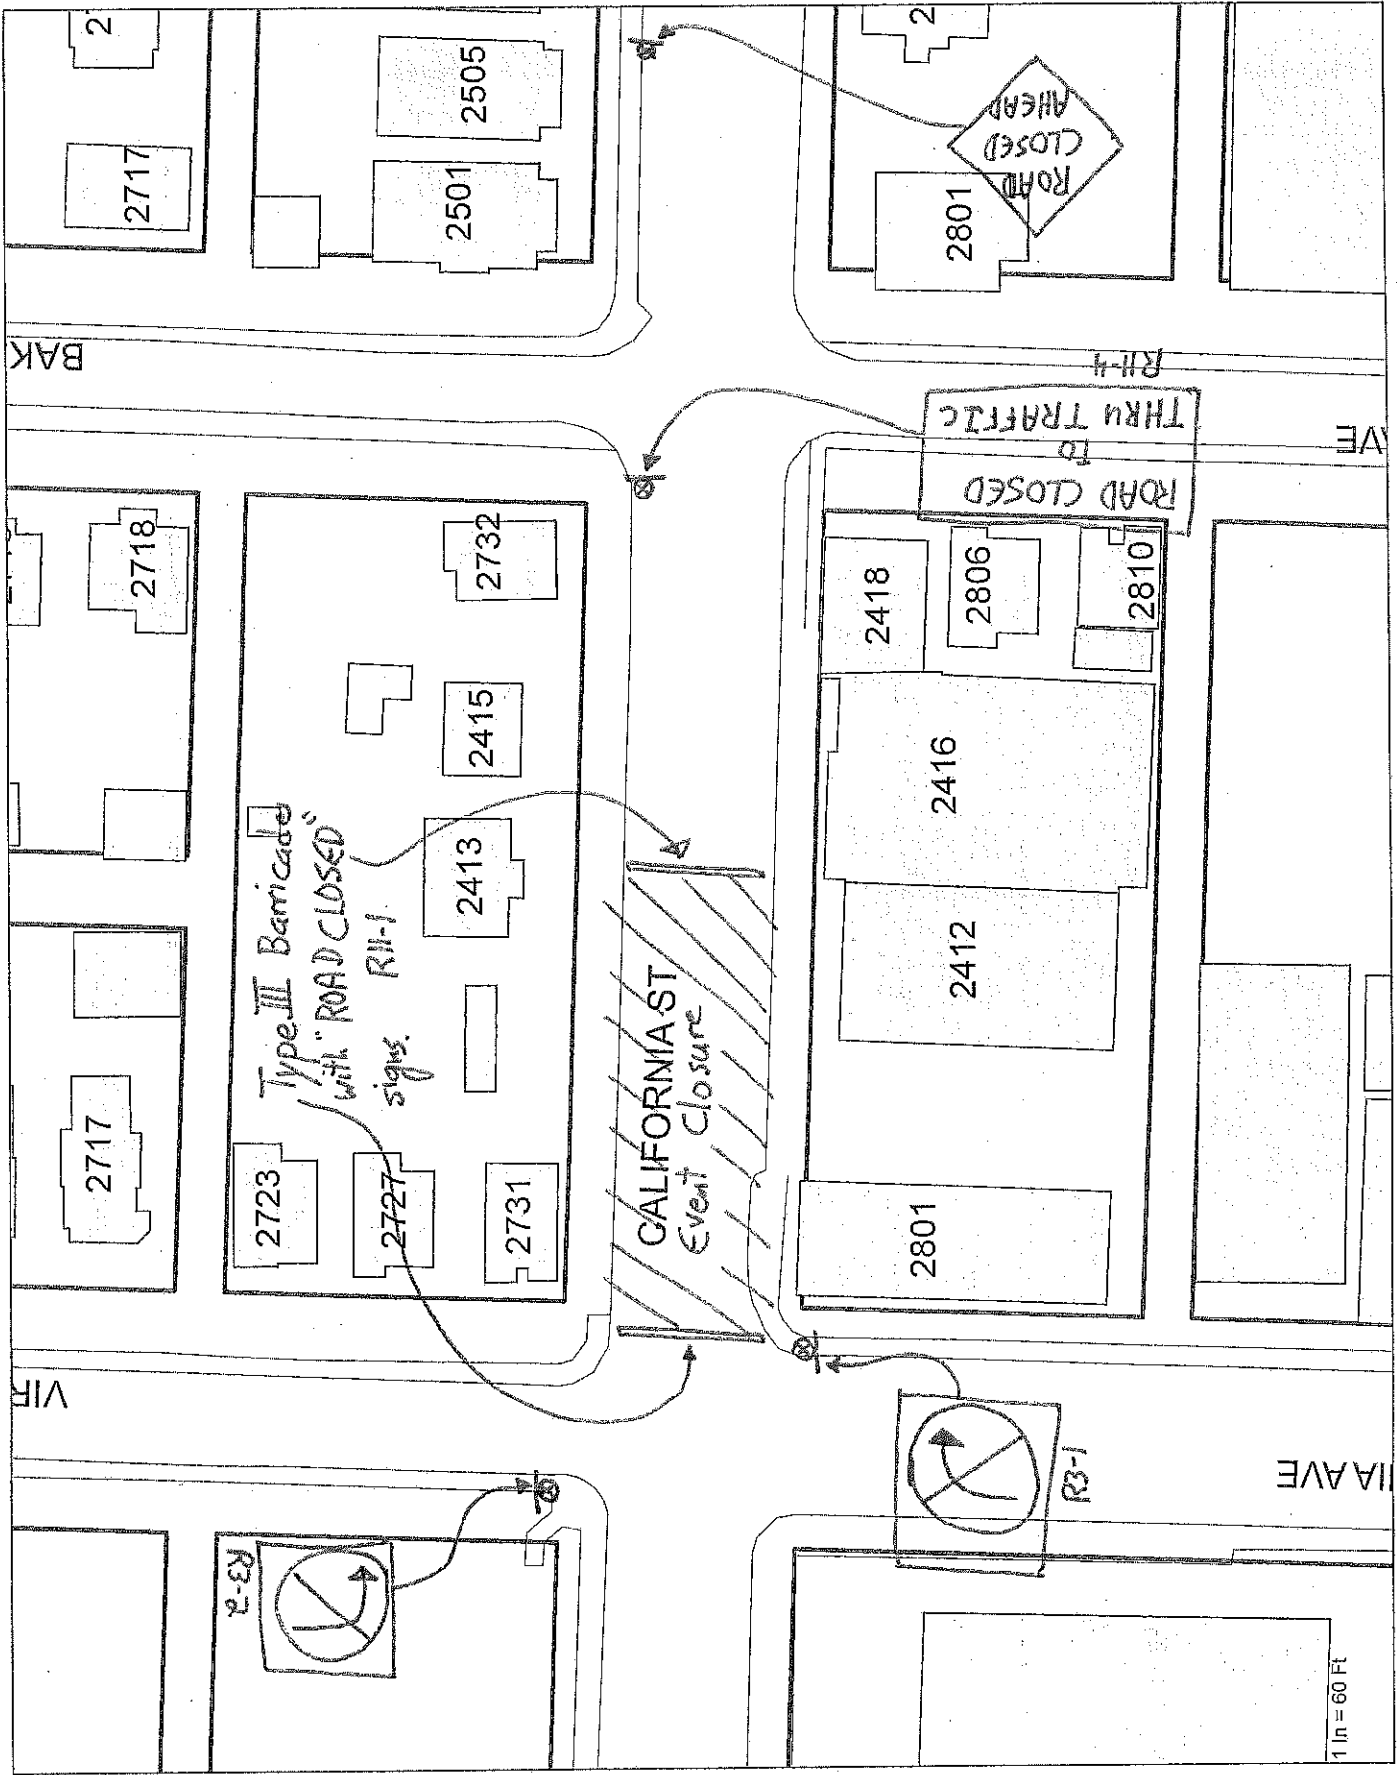 2
2717
2505
2501
2
2801
ROAD
CLOSED
AHEAD
BAK
AVE
R11-4
ROAD CLOSED
TO
THRU TRAFFIC
2718
2732
2415
2413
2418
2806
2810
2416
2412
2801
Type III Barricade
with "ROAD CLOSED"
R11-1
signs.
2717
2723
2727
2731
CALIFORNIA ST
Event Closure
VIR
IIA AVE
R3-2
R3-1
1 In = 60 Ft